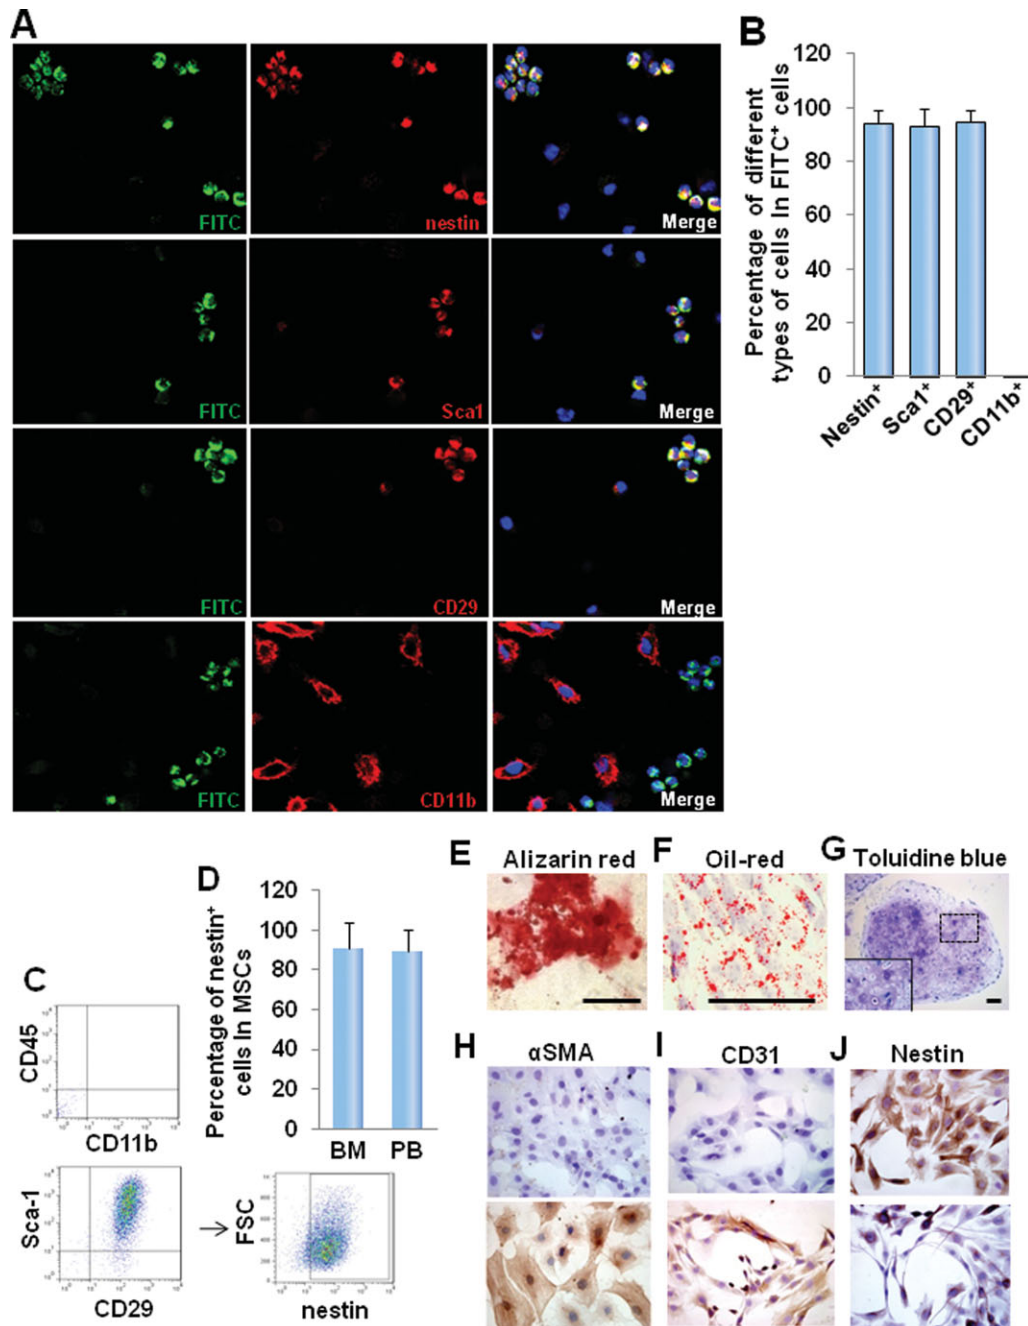 A
FITC
nestin
Merge
FITC
Sca1
Merge
FITC
CD29
Merge
FITC
CD11b
Merge
B
Percentage of different
types of cells in FITC⁺ cells
120
100
80
60
40
20
0
Nestin⁺
Sca1⁺
CD29⁺
CD11b⁺
C
CD45
CD11b
Sca-1
CD29
FSC
nestin
D
Percentage of nestin⁺
cells in MSCs
120
100
80
60
40
20
0
BM
PB
E
Alizarin red
F
Oil-red
G
Toluidine blue
H
αSMA
I
CD31
J
Nestin